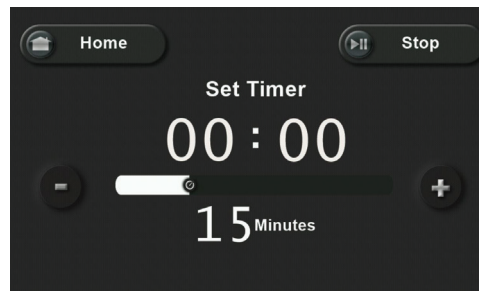 Home
Stop
Set Timer
00:00
-
+
15 Minutes